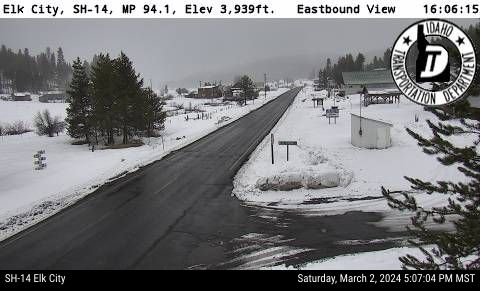 Elk City, SH-14, MP 94.1, Elev 3,939ft.   Eastbound View   16:06:15
IDAHO
TRANSPORTATION DEPARTMENT
SH-14 Elk City   Saturday, March 2, 2024 5:07:04 PM MST